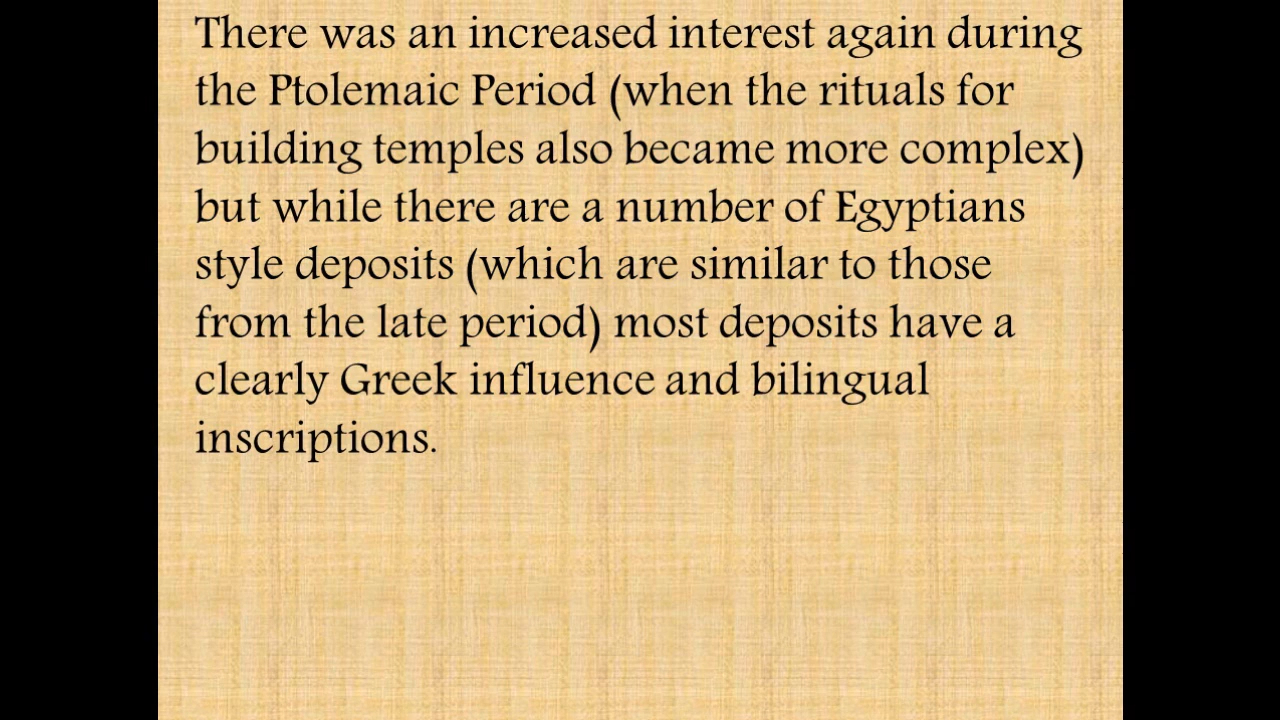 There was an increased interest again during
the Ptolemaic Period (when the rituals for
building temples also became more complex)
but while there are a number of Egyptians
style deposits (which are similar to those
from the late period) most deposits have a
clearly Greek influence and bilingual
inscriptions.